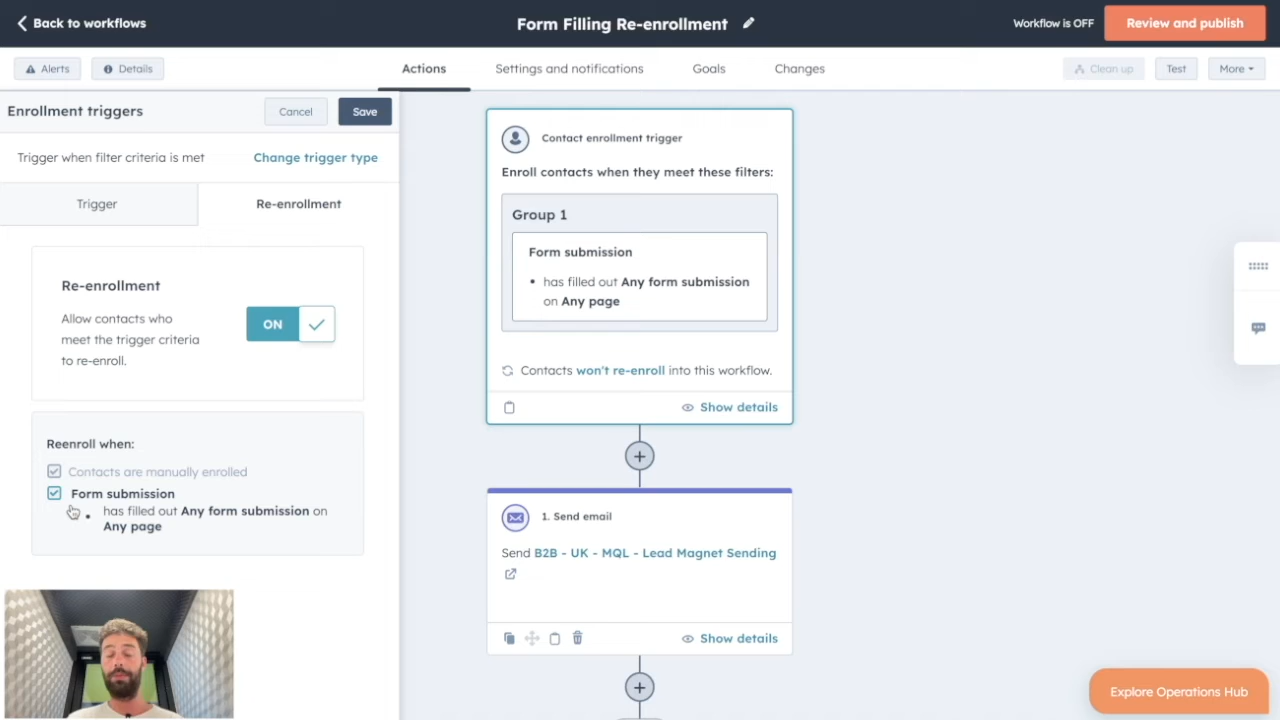 Back to workflows
Form Filling Re-enrollment
Workflow is OFF
Review and publish
Alerts
Details
Actions
Settings and notifications
Goals
Changes
Clean up
Test
More
Enrollment triggers
Cancel
Save
Trigger when filter criteria is met
Change trigger type
Trigger
Re-enrollment
Re-enrollment
Allow contacts who
meet the trigger criteria
to re-enroll.
ON
Reenroll when:
Contacts are manually enrolled
Form submission
• has filled out Any form submission on
Any page
Contact enrollment trigger
Enroll contacts when they meet these filters:
Group 1
Form submission
• has filled out Any form submission
on Any page
Contacts won't re-enroll into this workflow.
Show details
1. Send email
Send B2B - UK - MQL - Lead Magnet Sending
Show details
Explore Operations Hub